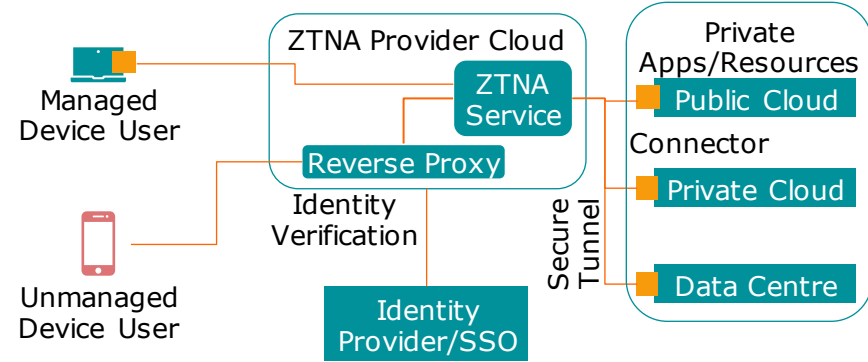 ZTNA Provider Cloud
Private
Apps/Resources
ZTNA
Service
Public Cloud
Managed
Device User
Connector
Reverse Proxy
Private Cloud
Identity
Verification
Secure
Tunnel
Unmanaged
Device User
Identity
Provider/SSO
Data Centre